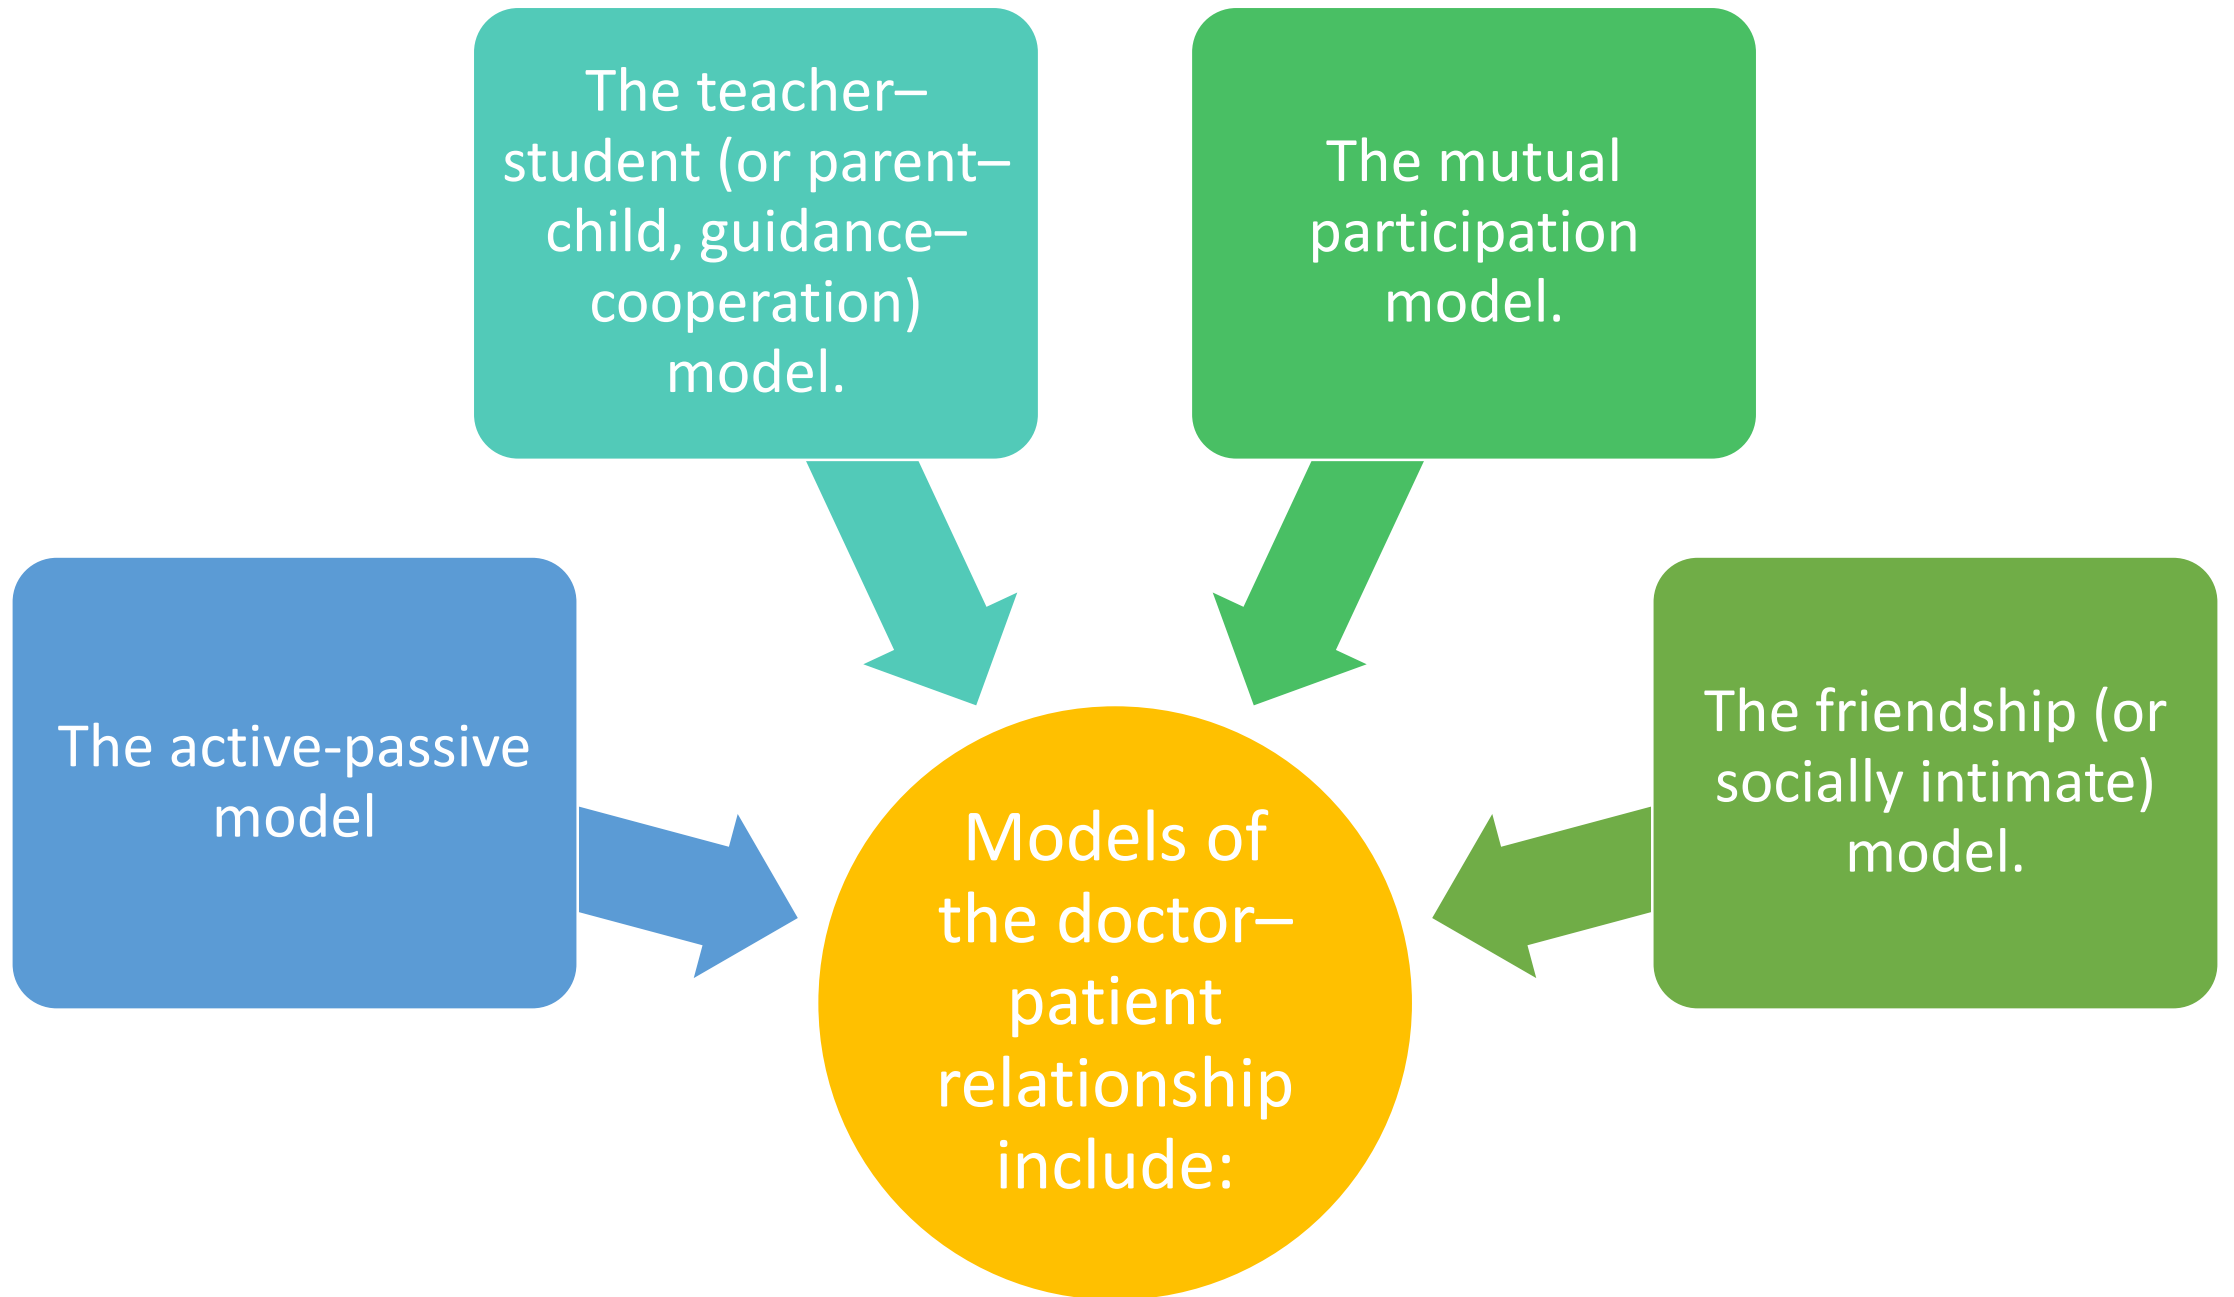 The teacher–
student (or parent–
child, guidance–
cooperation)
model.
The mutual
participation
model.
The active-passive
model
The friendship (or
socially intimate)
model.
Models of
the doctor–
patient
relationship
include: